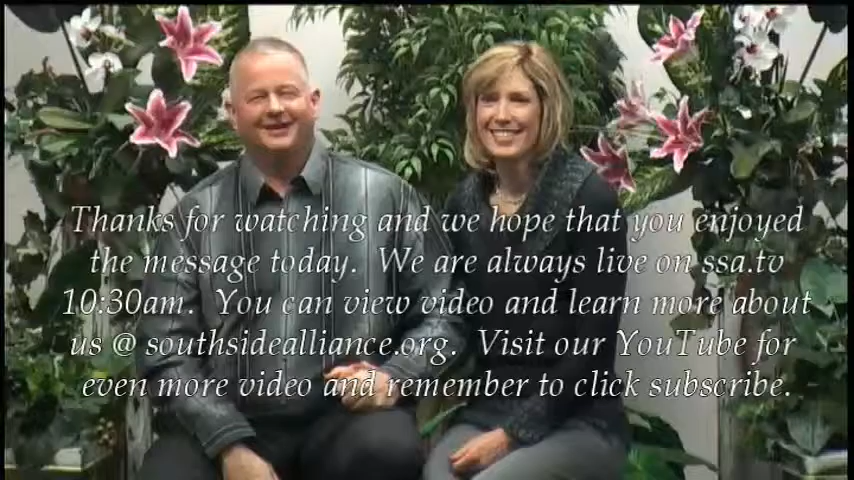 Thanks for watching and we hope that you enjoyed
the message today. We are always live on ssa.tv
10:30am. You can view video and learn more about
us @ southsidealliance.org. Visit our YouTube for
even more video and remember to click subscribe.